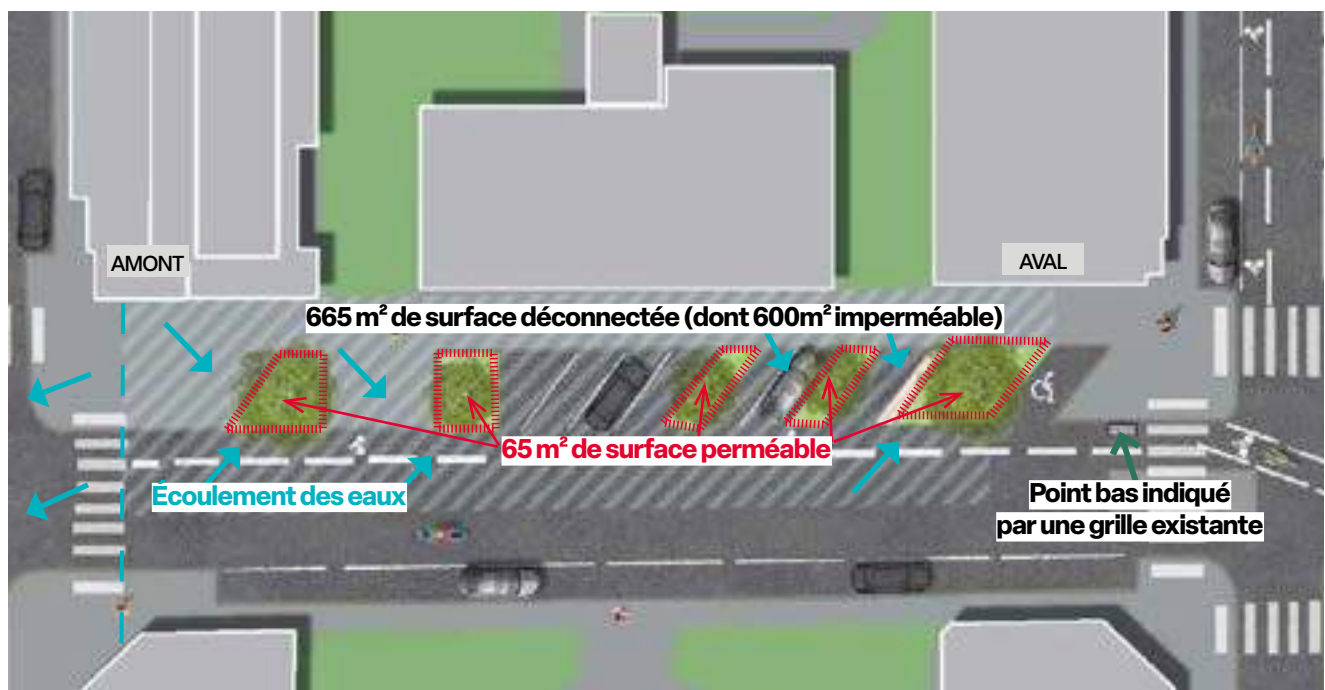 AMONT
AVAL
665 m² de surface déconnectée (dont 600m² imperméable)
65 m² de surface perméable
Écoulement des eaux
Point bas indiqué
par une grille existante